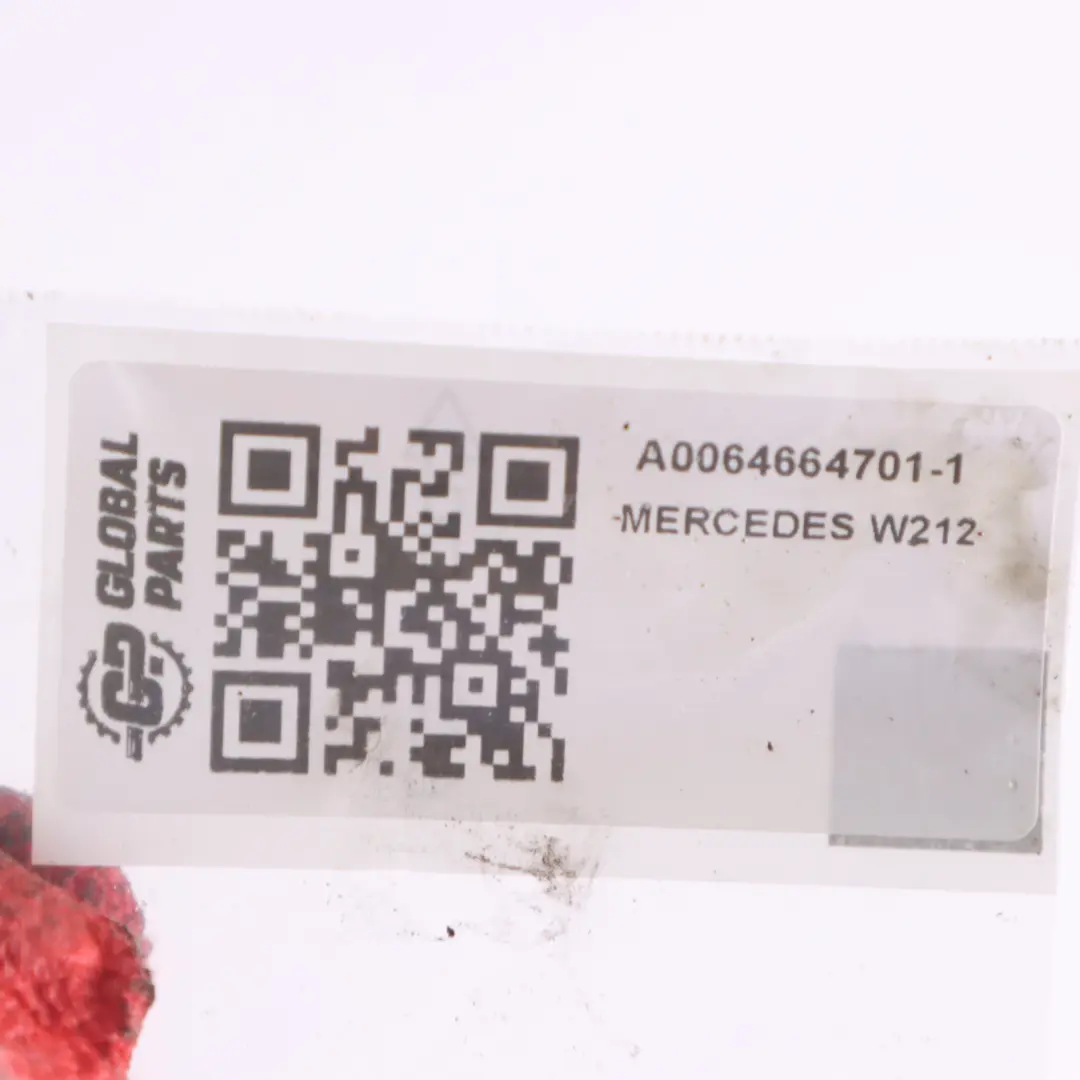 GLOBAL
PARTS
A0064664701-1
-MERCEDES W212-